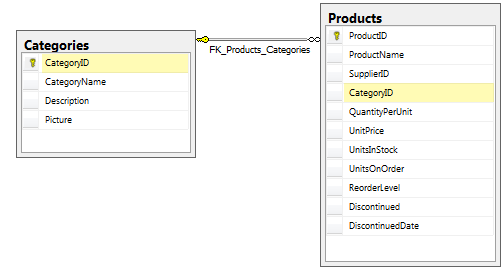 Categories
CategoryID
CategoryName
Description
Picture
FK_Products_Categories
Products
ProductID
ProductName
SupplierID
CategoryID
QuantityPerUnit
UnitPrice
UnitsInStock
UnitsOnOrder
ReorderLevel
Discontinued
DiscontinuedDate